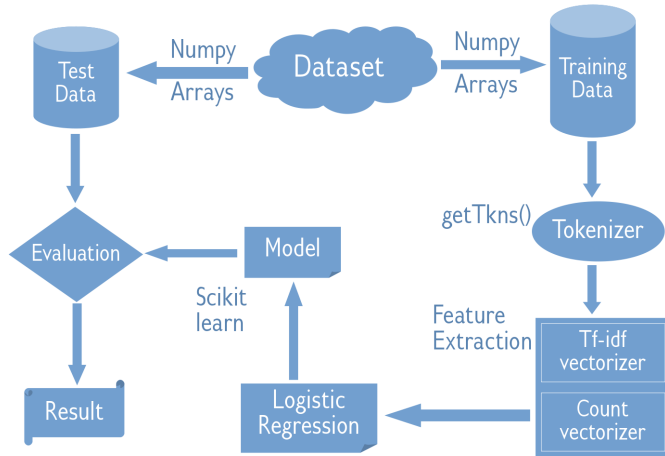 Numpy
Arrays
Dataset
Numpy
Arrays
Test
Data
Training
Data
getTkns()
Tokenizer
Evaluation
Model
Scikit
learn
Feature
Extraction
Tf-idf
vectorizer
Count
vectorizer
Logistic
Regression
Result